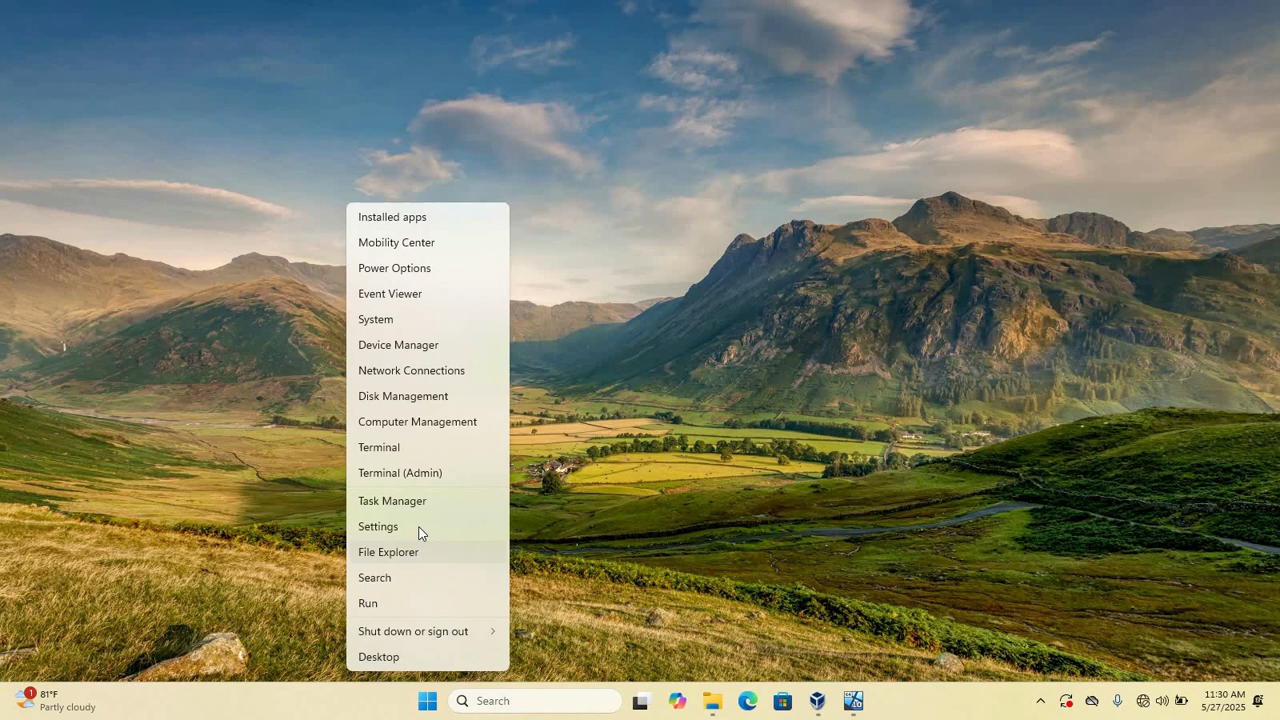 Installed apps
Mobility Center
Power Options
Event Viewer
System
Device Manager
Network Connections
Disk Management
Computer Management
Terminal
Terminal (Admin)
Task Manager
Settings
File Explorer
Search
Run
Shut down or sign out
Desktop
1
81°F
Partly cloudy
Search
11:30 AM
5/27/2025